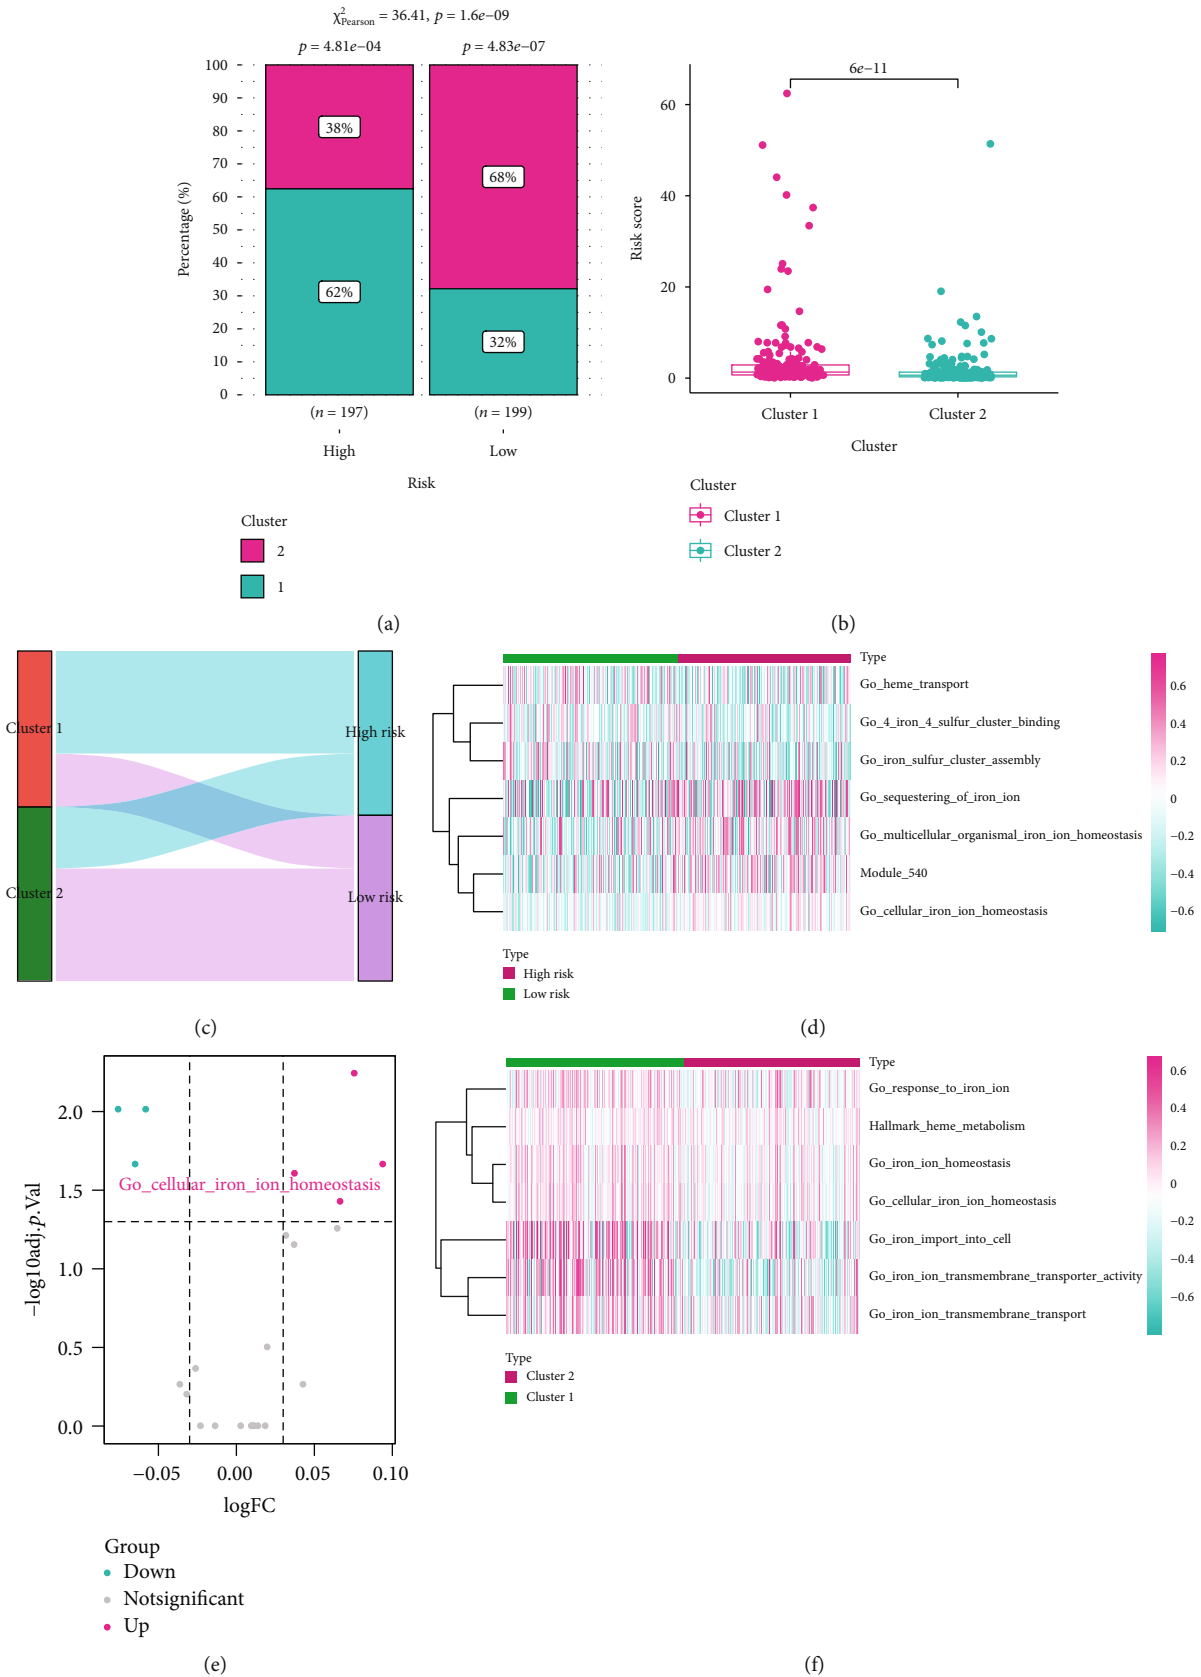 χ²Pearson = 36.41, p = 1.6e−09
p = 4.81e−04
p = 4.83e−07
100
90
80
70
60
50
40
30
20
10
0
Percentage (%)
38%
62%
68%
32%
(n = 197)
(n = 199)
High
Low
Risk
Cluster
2
1
(a)
6e−11
60
40
20
0
Risk score
Cluster 1
Cluster 2
Cluster
Cluster
Cluster 1
Cluster 2
(b)
Cluster 1
Cluster 2
High risk
Low risk
(c)
Type
Go_heme_transport
Go_4_iron_4_sulfur_cluster_binding
Go_iron_sulfur_cluster_assembly
Go_sequestering_of_iron_ion
Go_multicellular_organismal_iron_ion_homeostasis
Module_540
Go_cellular_iron_ion_homeostasis
0.6
0.4
0.2
0
−0.2
−0.4
−0.6
Type
High risk
Low risk
(d)
2.0
1.5
1.0
0.5
0.0
−log10adj.p.Val
Go_cellular_iron_ion_homeostasis
−0.05
0.00
0.05
0.10
logFC
Group
Down
Notsignificant
Up
(e)
Type
Go_response_to_iron_ion
Hallmark_heme_metabolism
Go_iron_ion_homeostasis
Go_cellular_iron_ion_homeostasis
Go_iron_import_into_cell
Go_iron_ion_transmembrane_transporter_activity
Go_iron_ion_transmembrane_transport
0.6
0.4
0.2
0
−0.2
−0.4
−0.6
Type
Cluster 2
Cluster 1
(f)